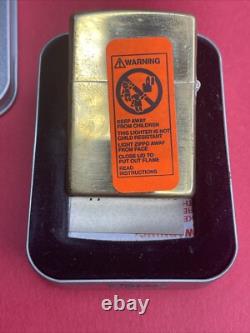 WARNING
KEEP AWAY
FROM CHILDREN
THIS LIGHTER IS NOT
CHILD RESISTANT
LIGHT ZIPPO AWAY
FROM FACE
CLOSE LID TO
PUT OUT FLAME
READ
INSTRUCTIONS